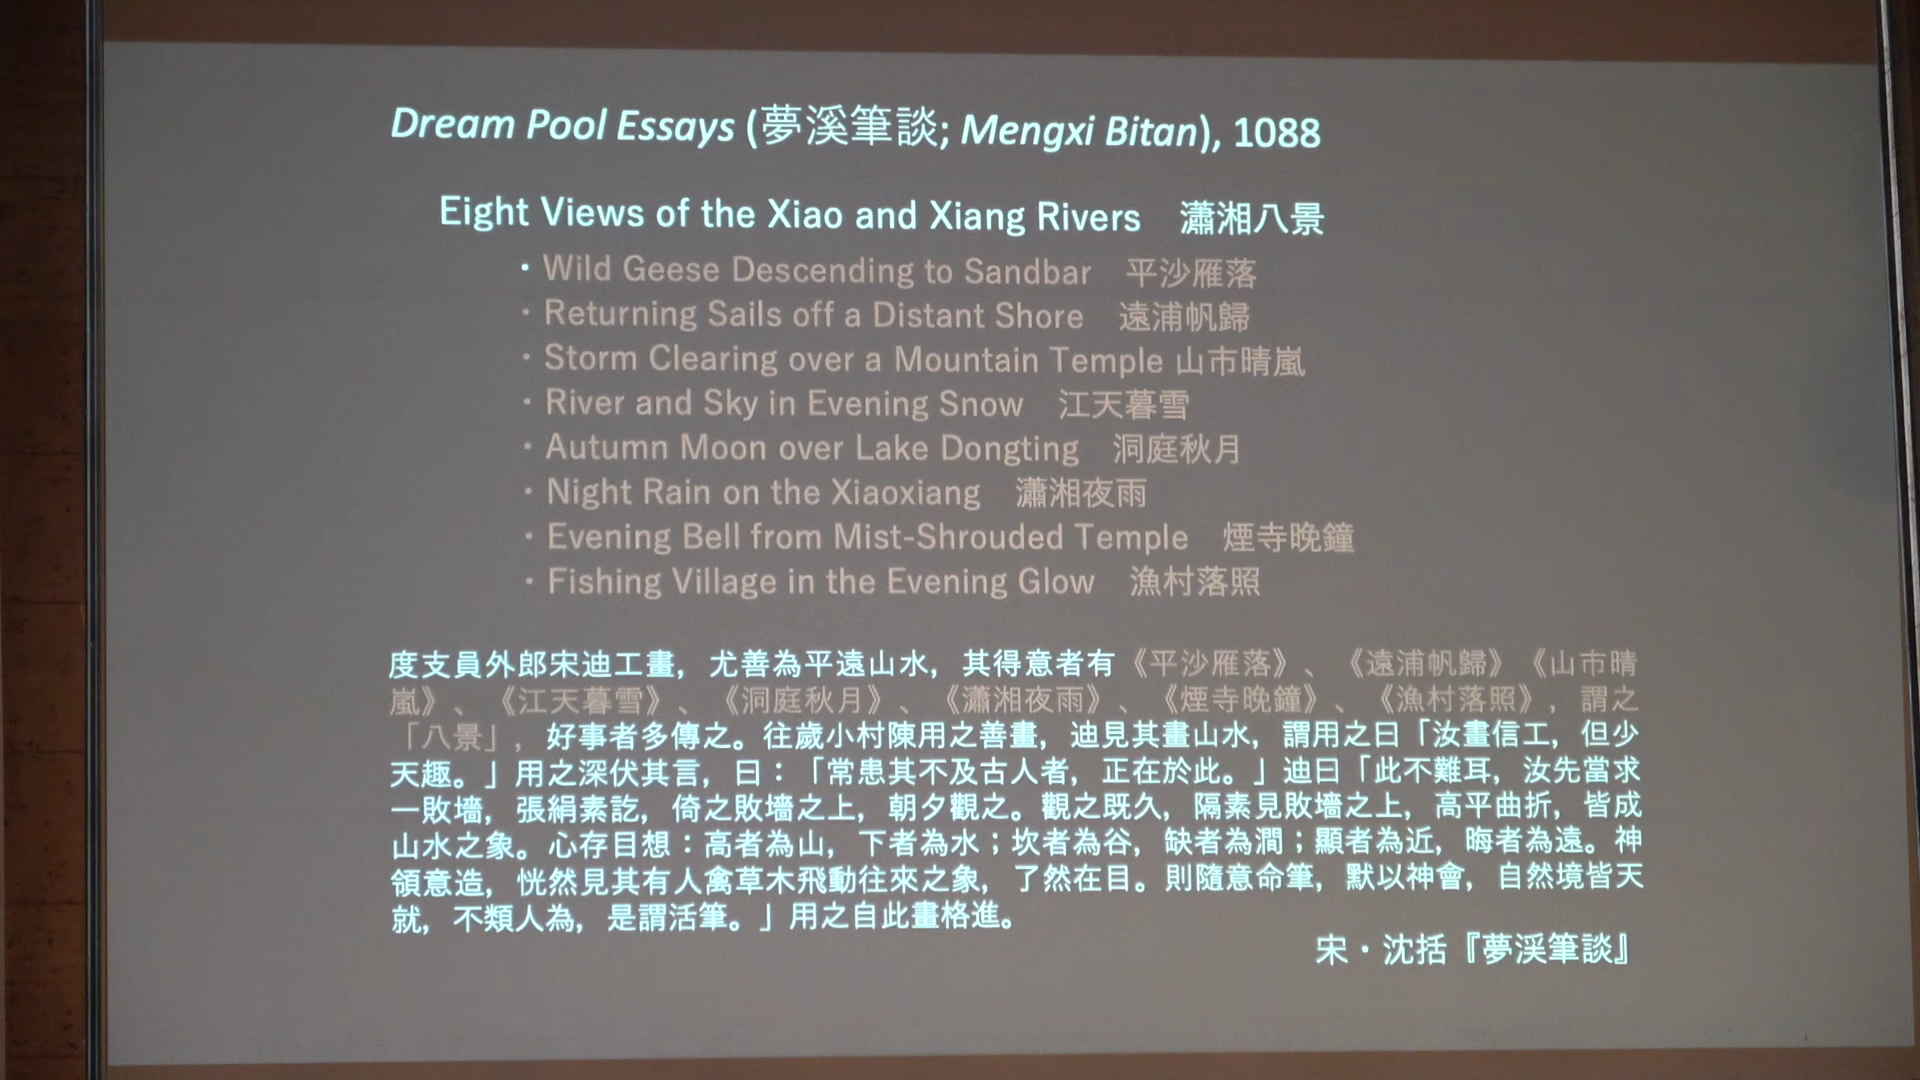 Dream Pool Essays (夢溪筆談; Mengxi Bitan), 1088
Eight Views of the Xiao and Xiang Rivers　瀟湘八景
・Wild Geese Descending to Sandbar　平沙雁落
・Returning Sails off a Distant Shore　遠浦帆歸
・Storm Clearing over a Mountain Temple 山市晴嵐
・River and Sky in Evening Snow　江天暮雪
・Autumn Moon over Lake Dongting　洞庭秋月
・Night Rain on the Xiaoxiang　瀟湘夜雨
・Evening Bell from Mist-Shrouded Temple　煙寺晚鐘
・Fishing Village in the Evening Glow　漁村落照
度支員外郎宋迪工畫，尤善為平遠山水，其得意者有《平沙雁落》、《遠浦帆歸》《山市晴
嵐》、《江天暮雪》、《洞庭秋月》、《瀟湘夜雨》、《煙寺晚鐘》、《漁村落照》，謂之
「八景」，好事者多傳之。往歲小村陳用之善畫，迪見其畫山水，謂用之曰「汝畫信工，但少
天趣。」用之深伏其言，曰：「常患其不及古人者，正在於此。」迪曰「此不難耳，汝先當求
一敗墻，張絹素訖，倚之敗墻之上，朝夕觀之。觀之既久，隔素見敗墻之上，高平曲折，皆成
山水之象。心存目想：高者為山，下者為水；坎者為谷，缺者為澗；顯者為近，晦者為遠。神
領意造，恍然見其有人禽草木飛動往來之象，了然在目。則隨意命筆，默以神會，自然境皆天
就，不類人為，是謂活筆。」用之自此畫格進。
宋・沈括『夢渓筆談』